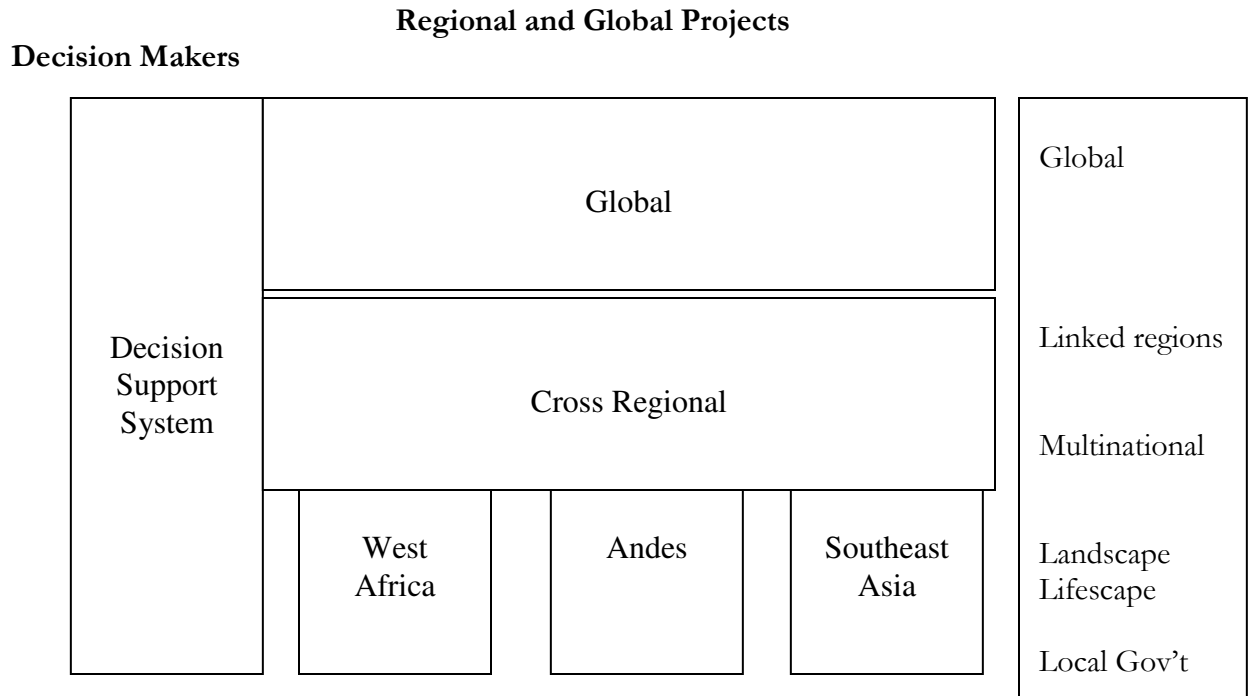 Regional and Global Projects
Decision Makers
Global
Global
Decision
Support
System
Cross Regional
Linked regions
Multinational
West
Africa
Andes
Southeast
Asia
Landscape
Lifescape
Local Gov’t